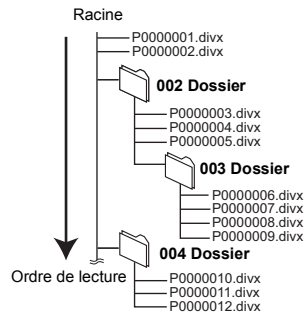 Racine
P0000001.divx
P0000002.divx
002 Dossier
P0000003.divx
P0000004.divx
P0000005.divx
003 Dossier
P0000006.divx
P0000007.divx
P0000008.divx
P0000009.divx
004 Dossier
Ordre de lecture
P0000010.divx
P0000011.divx
P0000012.divx